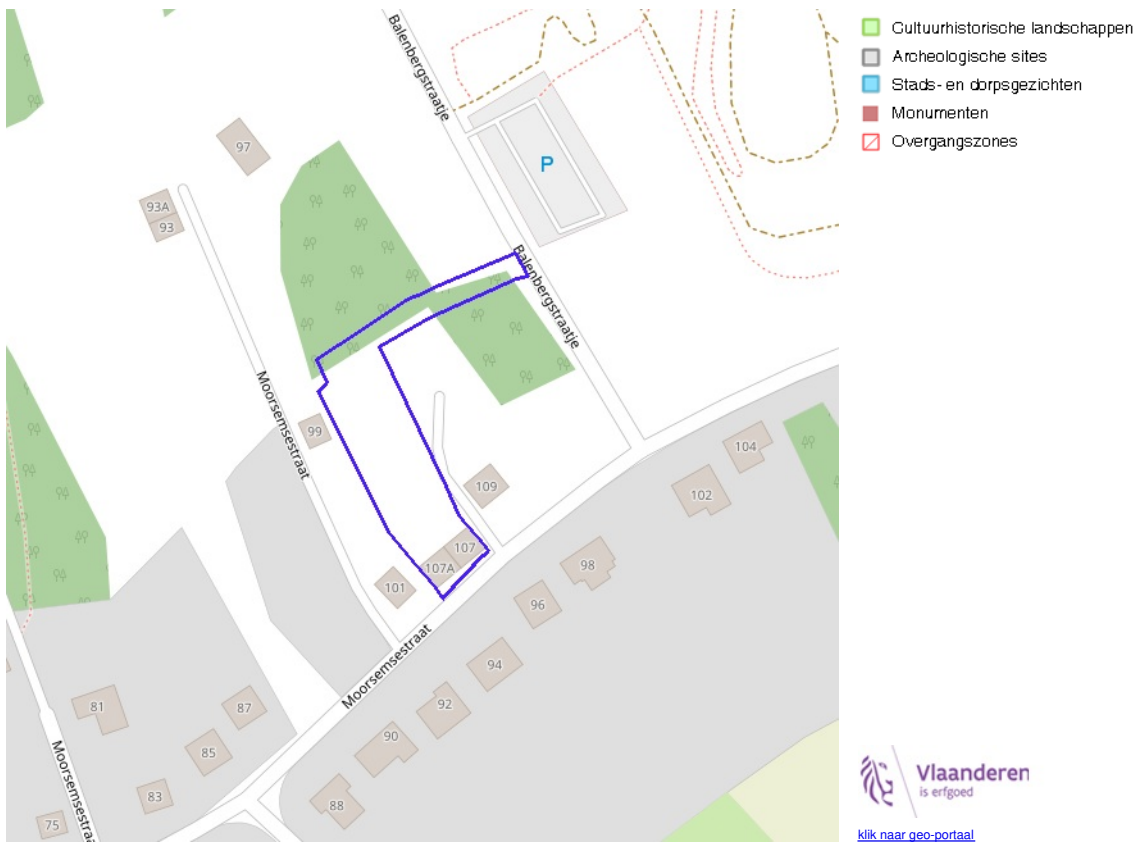 Cultuurhistorische landschappen
Archeologische sites
Stads- en dorpsgezichten
Monumenten
Overgangszones
Balenbergstraatje
97
P
93A
93
Balenbergstraatje
Moorsemsestraat
99
104
109
102
107
107A
98
101
96
Moorsemsestraat
94
81
87
92
90
85
Moorsemsestraat
83
88
75
Vlaanderen
is erfgoed
klik naar geo-portaal